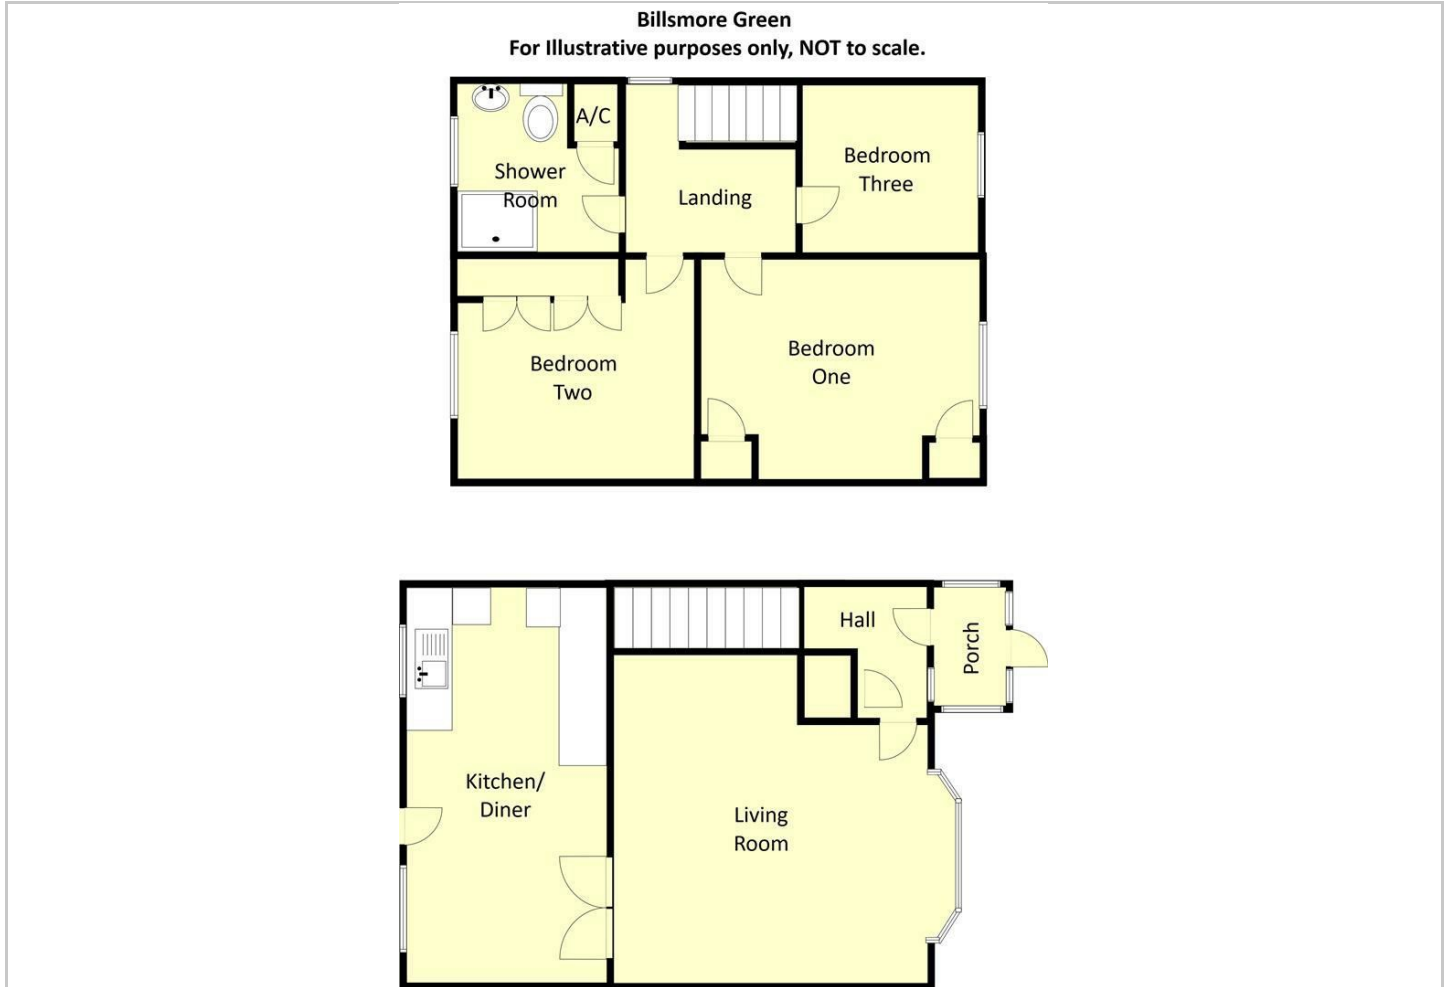 Billsmore Green
For Illustrative purposes only, NOT to scale.
A/C
Shower
Room
Landing
Bedroom
Three
Bedroom
Two
Bedroom
One
Hall
Porch
Kitchen/
Diner
Living
Room